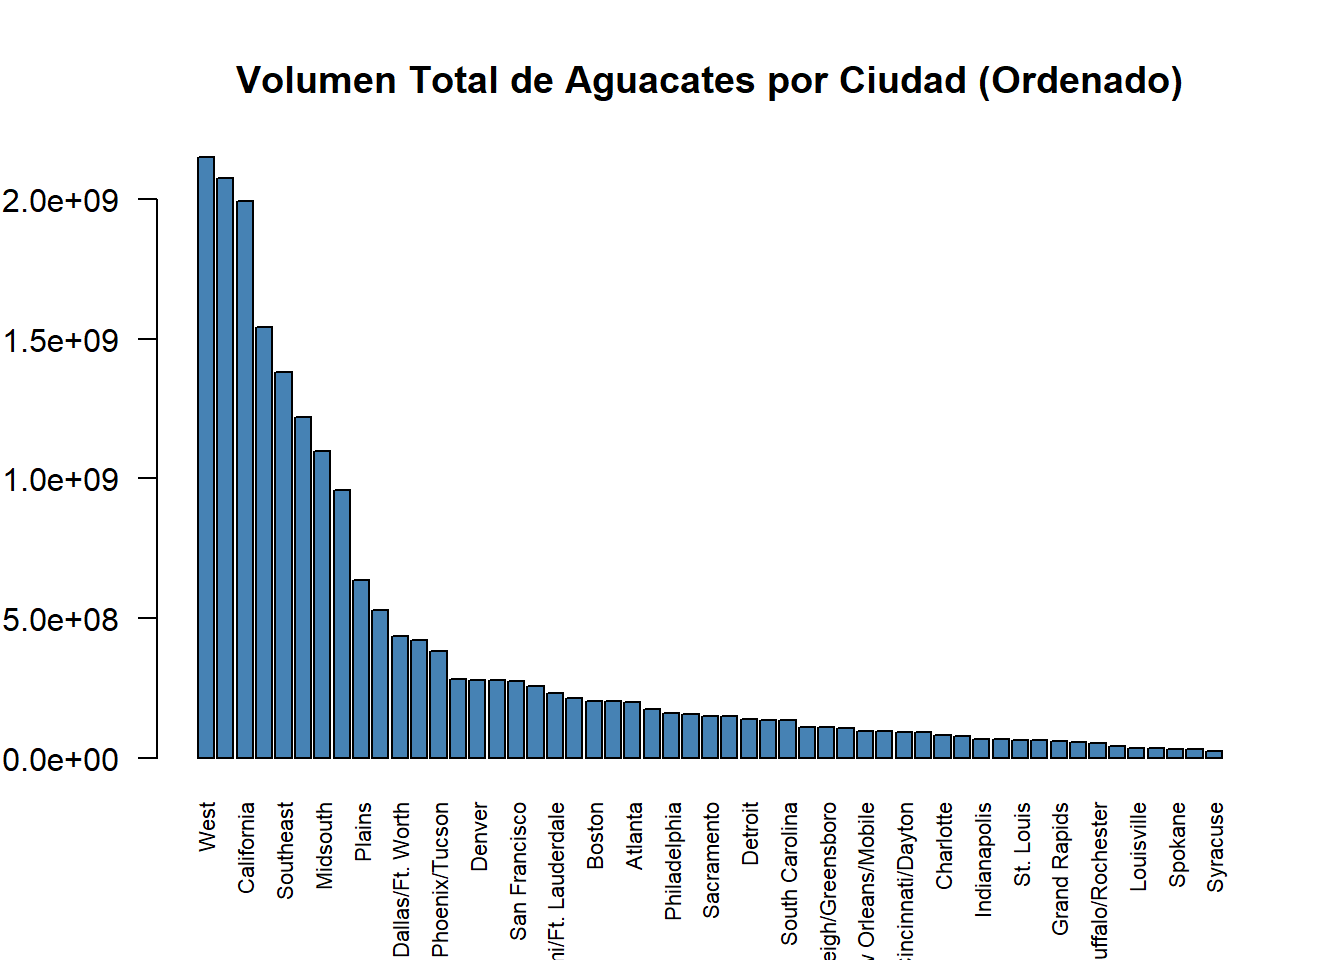 Volumen Total de Aguacates por Ciudad (Ordenado)
2.0e+09
1.5e+09
1.0e+09
5.0e+08
0.0e+00
West
California
Southeast
Midsouth
Plains
Dallas/Ft. Worth
Phoenix/Tucson
Denver
San Francisco
ni/Ft. Lauderdale
Boston
Atlanta
Philadelphia
Sacramento
Detroit
South Carolina
leigh/Greensboro
w Orleans/Mobile
incinnati/Dayton
Charlotte
Indianapolis
St. Louis
Grand Rapids
uffalo/Rochester
Louisville
Spokane
Syracuse